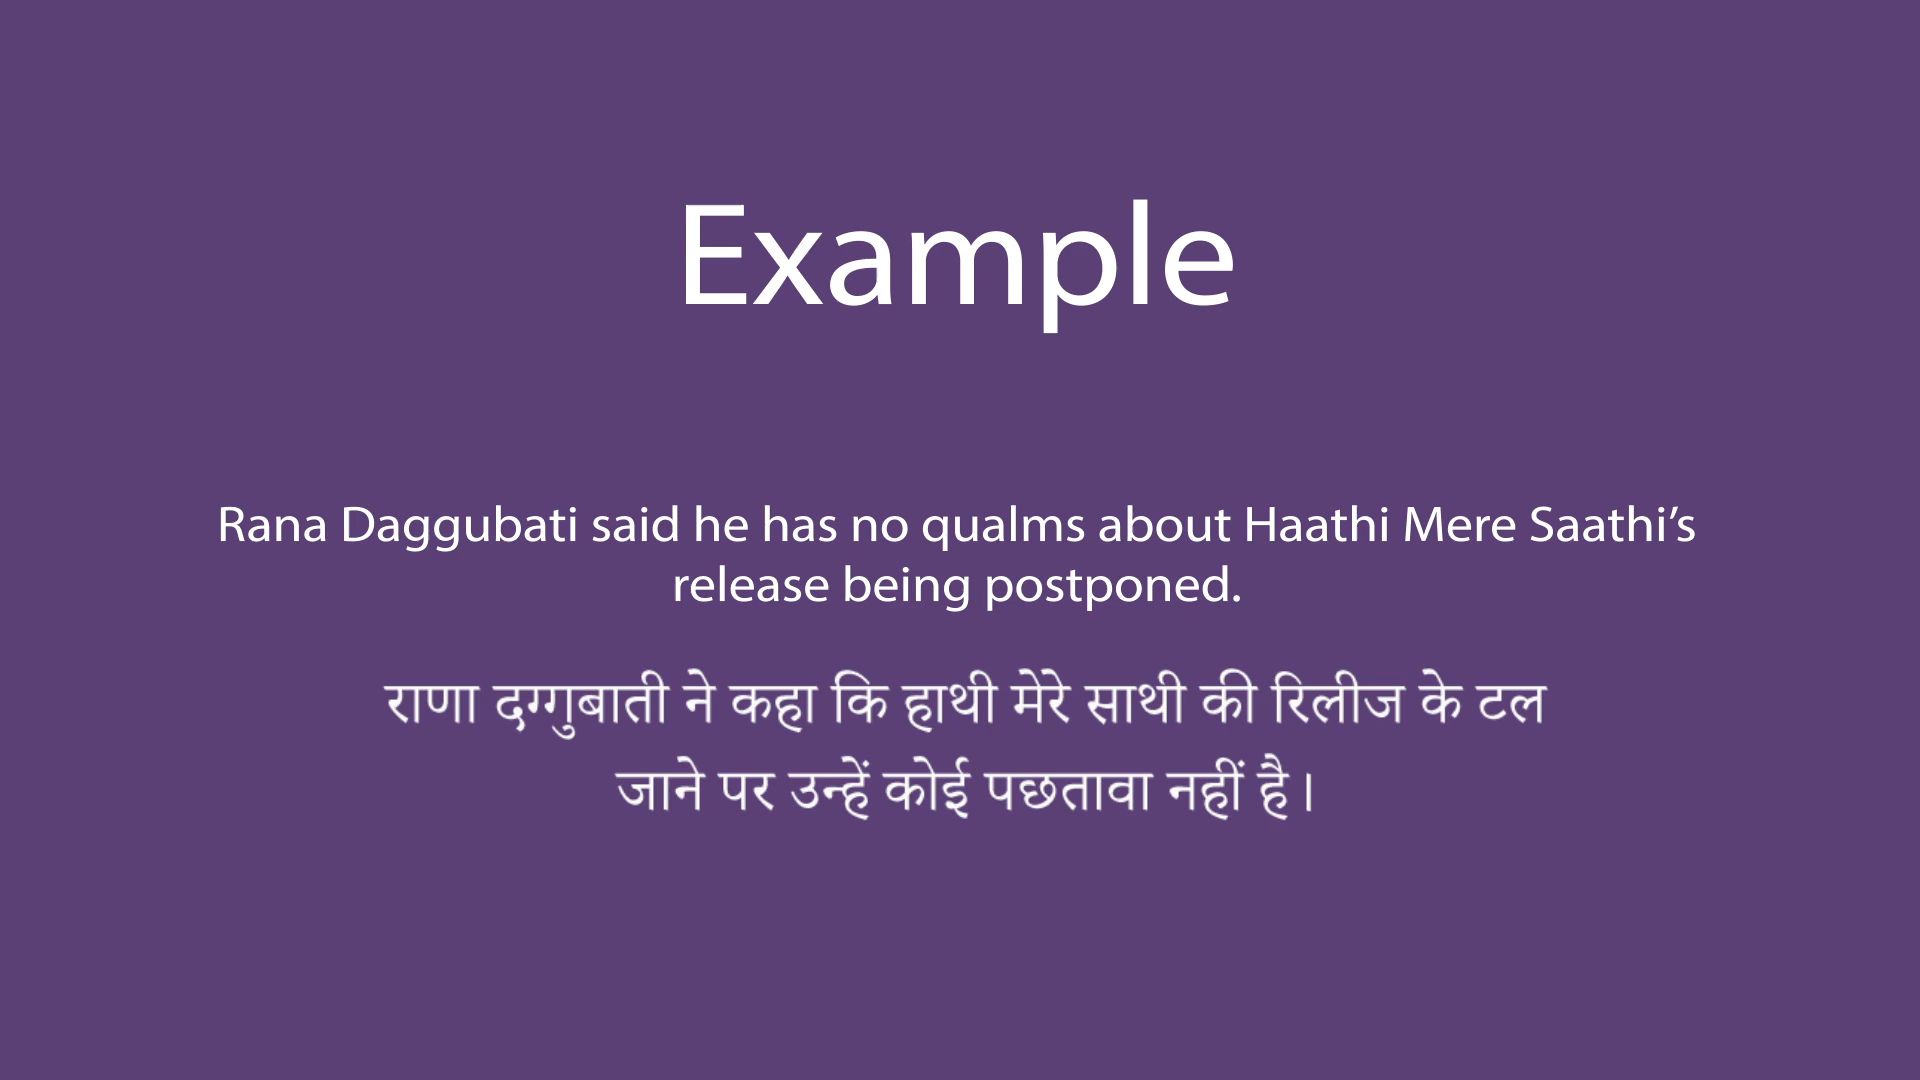 Example
Rana Daggubati said he has no qualms about Haathi Mere Saathi’s
release being postponed.
राणा दग्गुबाती ने कहा कि हाथी मेरे साथी की रिलीज के टल
जाने पर उन्हें कोई पछतावा नहीं है।